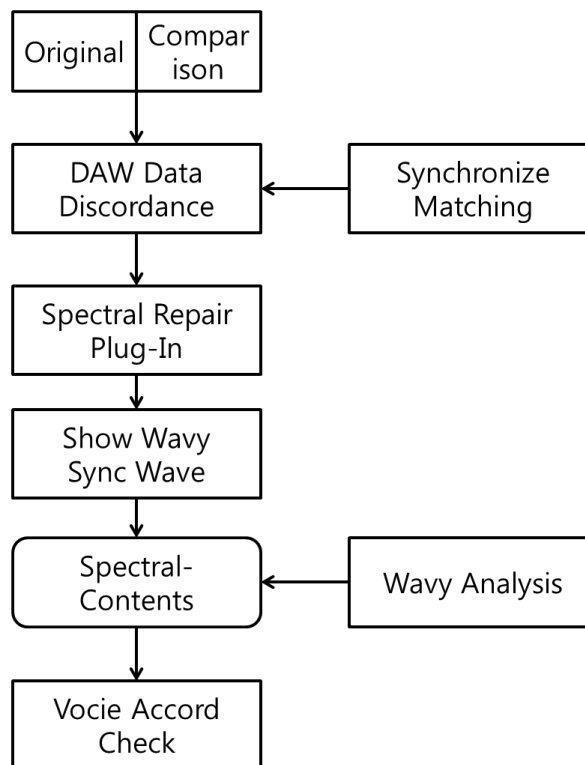 Original
Compar
ison
DAW Data
Discordance
Synchronize
Matching
Spectral Repair
Plug-In
Show Wavy
Sync Wave
Spectral-
Contents
Wavy Analysis
Vocie Accord
Check